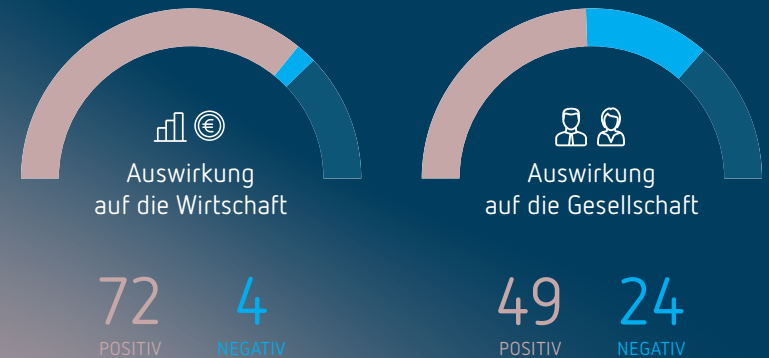 Auswirkung
auf die Wirtschaft
72 4
POSITIV NEGATIV
Auswirkung
auf die Gesellschaft
49 24
POSITIV NEGATIV